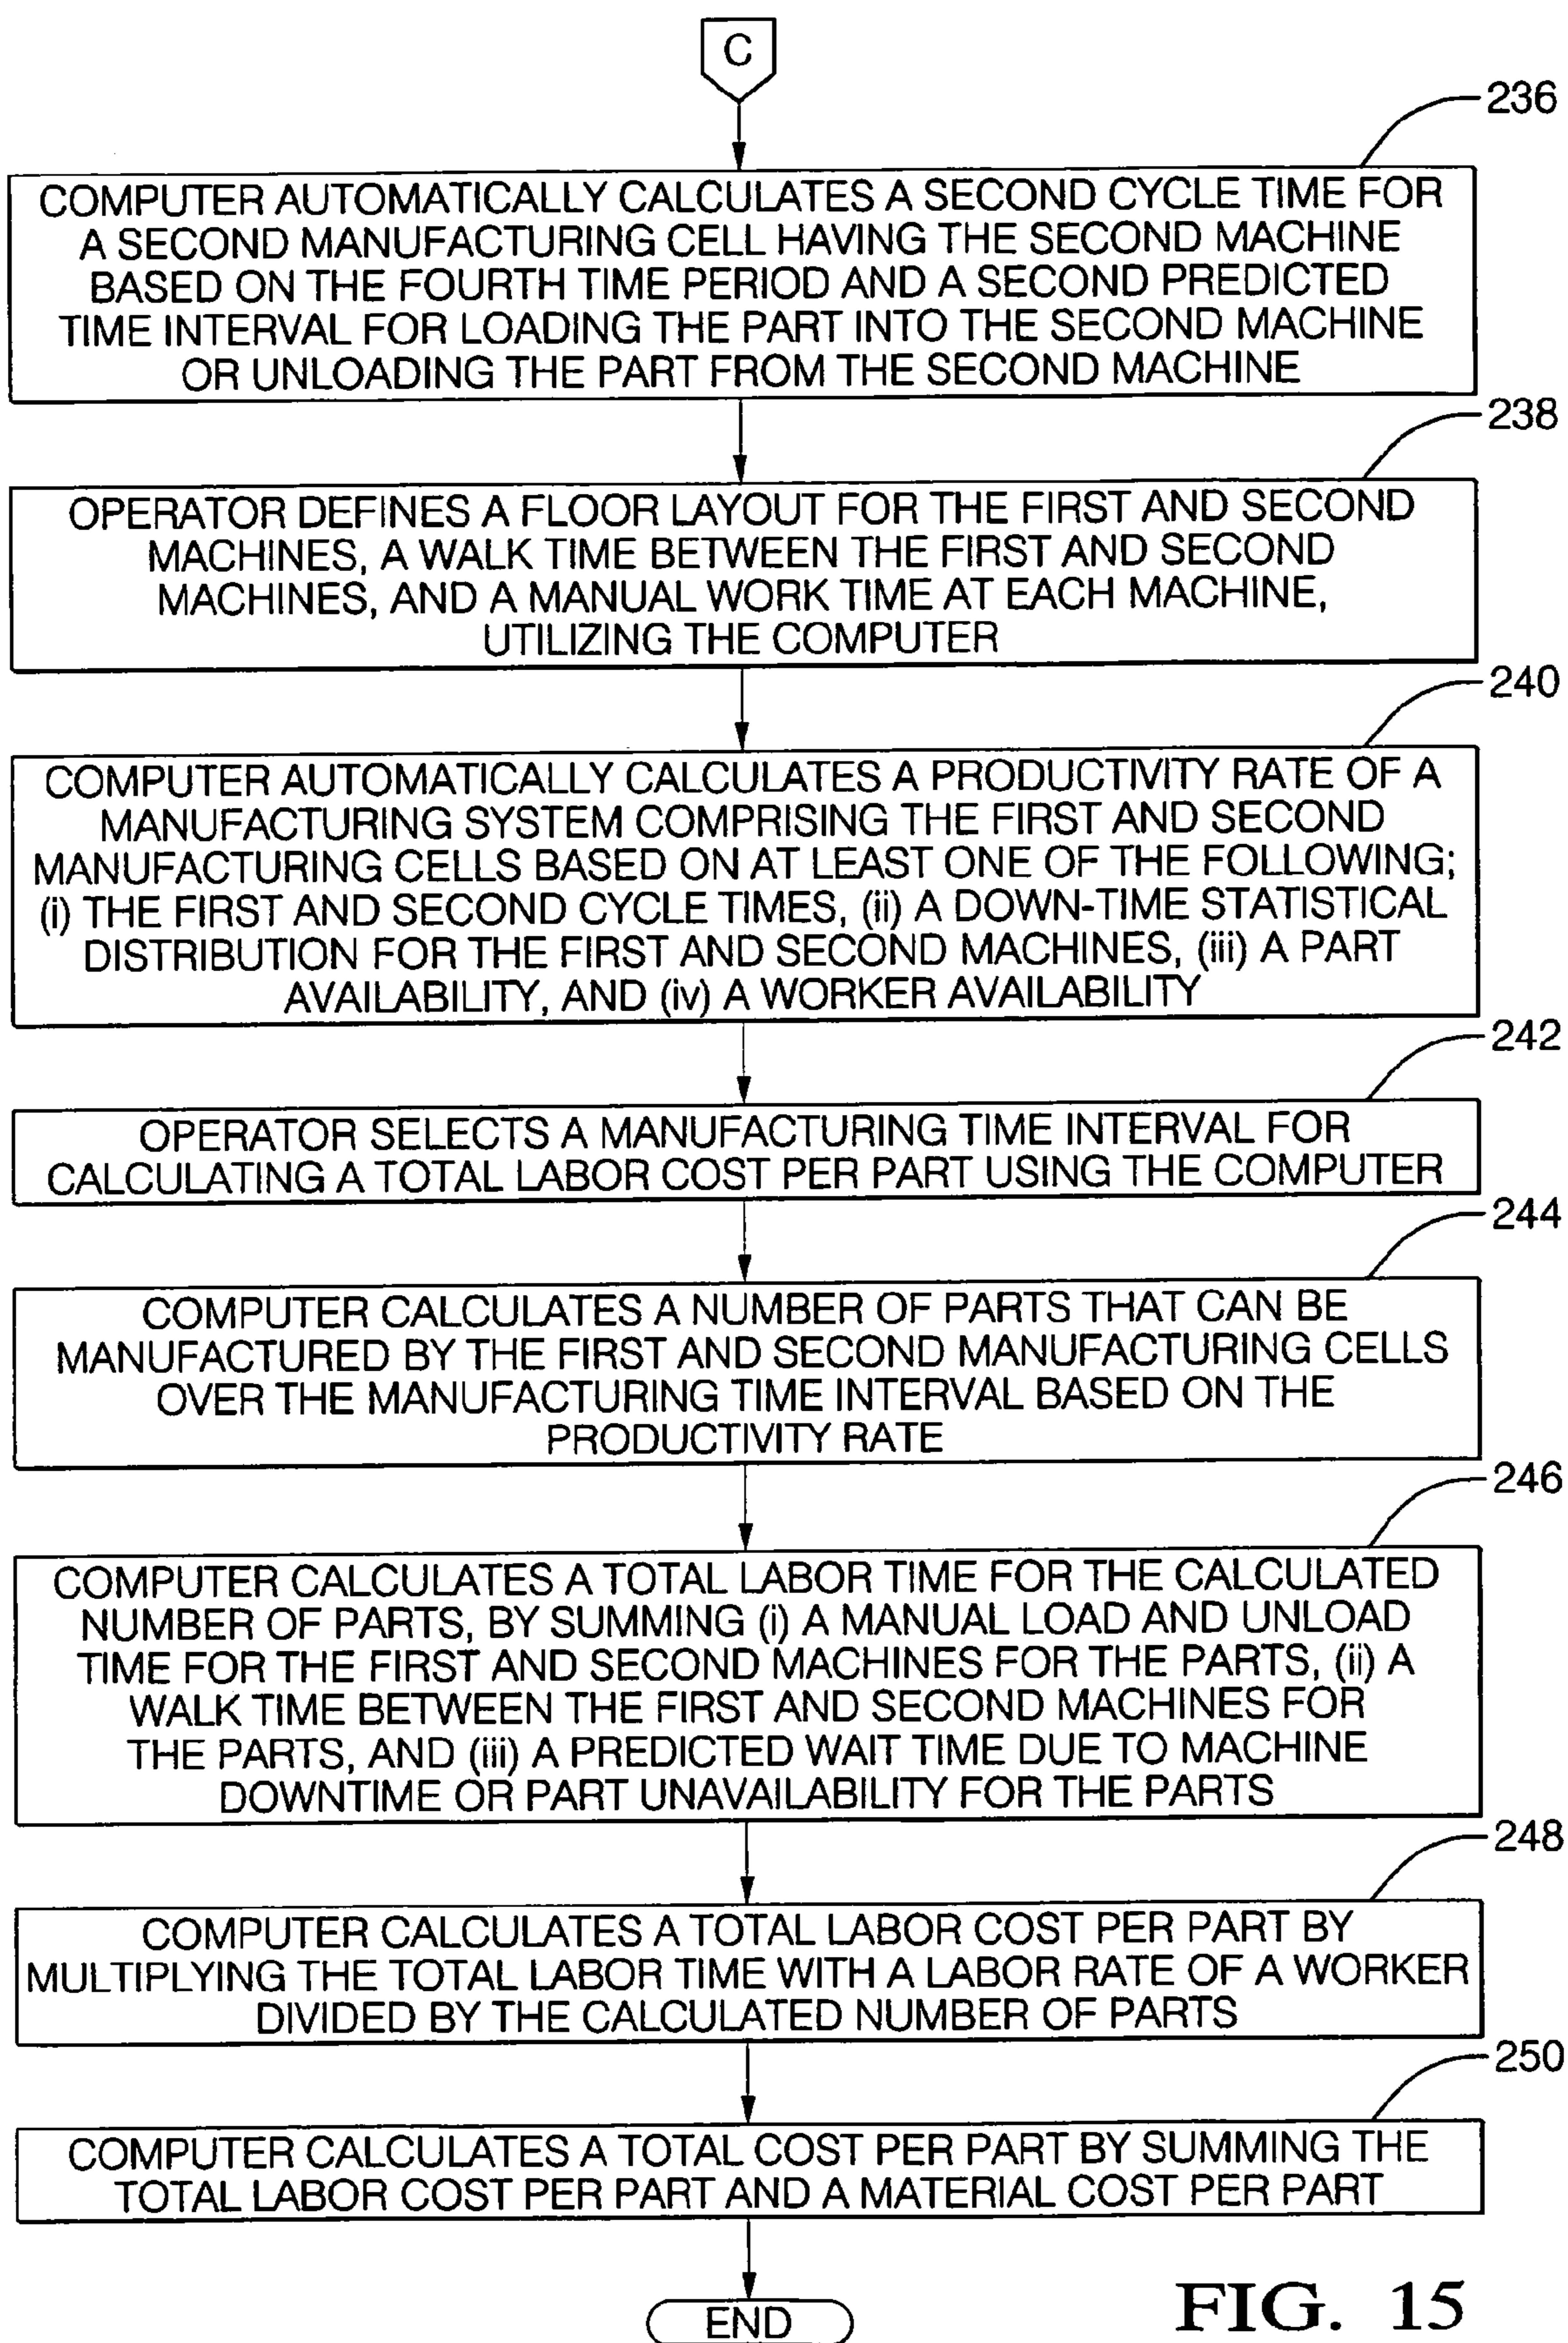 C
236
COMPUTER AUTOMATICALLY CALCULATES A SECOND CYCLE TIME FOR
A SECOND MANUFACTURING CELL HAVING THE SECOND MACHINE
BASED ON THE FOURTH TIME PERIOD AND A SECOND PREDICTED
TIME INTERVAL FOR LOADING THE PART INTO THE SECOND MACHINE
OR UNLOADING THE PART FROM THE SECOND MACHINE
238
OPERATOR DEFINES A FLOOR LAYOUT FOR THE FIRST AND SECOND
MACHINES, A WALK TIME BETWEEN THE FIRST AND SECOND
MACHINES, AND A MANUAL WORK TIME AT EACH MACHINE,
UTILIZING THE COMPUTER
240
COMPUTER AUTOMATICALLY CALCULATES A PRODUCTIVITY RATE OF A
MANUFACTURING SYSTEM COMPRISING THE FIRST AND SECOND
MANUFACTURING CELLS BASED ON AT LEAST ONE OF THE FOLLOWING;
(i) THE FIRST AND SECOND CYCLE TIMES, (ii) A DOWN-TIME STATISTICAL
DISTRIBUTION FOR THE FIRST AND SECOND MACHINES, (iii) A PART
AVAILABILITY, AND (iv) A WORKER AVAILABILITY
242
OPERATOR SELECTS A MANUFACTURING TIME INTERVAL FOR
CALCULATING A TOTAL LABOR COST PER PART USING THE COMPUTER
244
COMPUTER CALCULATES A NUMBER OF PARTS THAT CAN BE
MANUFACTURED BY THE FIRST AND SECOND MANUFACTURING CELLS
OVER THE MANUFACTURING TIME INTERVAL BASED ON THE
PRODUCTIVITY RATE
246
COMPUTER CALCULATES A TOTAL LABOR TIME FOR THE CALCULATED
NUMBER OF PARTS, BY SUMMING (i) A MANUAL LOAD AND UNLOAD
TIME FOR THE FIRST AND SECOND MACHINES FOR THE PARTS, (ii) A
WALK TIME BETWEEN THE FIRST AND SECOND MACHINES FOR
THE PARTS, AND (iii) A PREDICTED WAIT TIME DUE TO MACHINE
DOWNTIME OR PART UNAVAILABILITY FOR THE PARTS
248
COMPUTER CALCULATES A TOTAL LABOR COST PER PART BY
MULTIPLYING THE TOTAL LABOR TIME WITH A LABOR RATE OF A WORKER
DIVIDED BY THE CALCULATED NUMBER OF PARTS
250
COMPUTER CALCULATES A TOTAL COST PER PART BY SUMMING THE
TOTAL LABOR COST PER PART AND A MATERIAL COST PER PART
END
FIG. 15